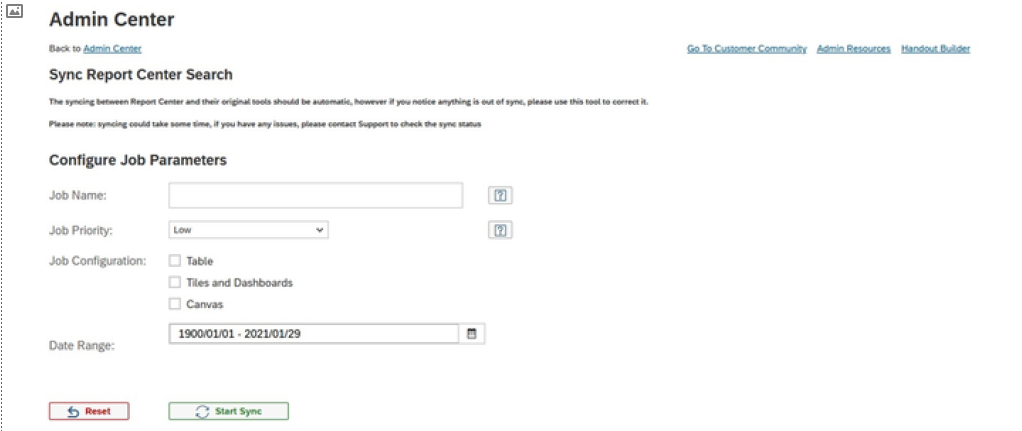 Admin Center
Back to Admin Center
Go To Customer Community Admin Resources Handout Builder
Sync Report Center Search
The syncing between Report Center and their original tools should be automatic, however if you notice anything is out of sync, please use this tool to correct it.
Please note: syncing could take some time, if you have any issues, please contact Support to check the sync status
Configure Job Parameters
Job Name:
Job Priority: Low
Job Configuration: Table
Tiles and Dashboards
Canvas
Date Range: 1900/01/01 - 2021/01/29
Reset Start Sync